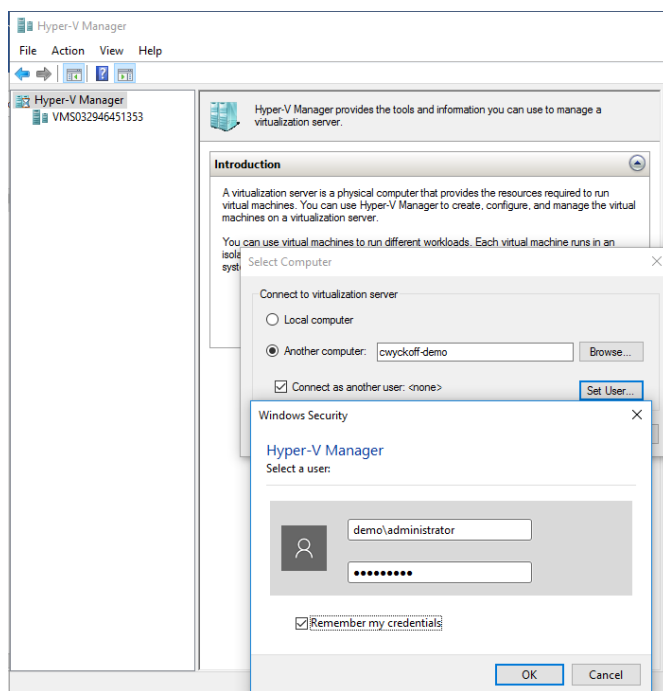 Hyper-V Manager
File Action View Help
Hyper-V Manager
VMS032946451353
Hyper-V Manager provides the tools and information you can use to manage a
virtualization server.
Introduction
A virtualization server is a physical computer that provides the resources required to run
virtual machines. You can use Hyper-V Manager to create, configure, and manage the virtual
machines on a virtualization server.
You can use virtual machines to run different workloads. Each virtual machine runs in an
Select Computer
Connect to virtualization server
Local computer
Another computer: cwyckoff-demo Browse...
Connect as another user: <none> Set User...
Windows Security
Hyper-V Manager
Select a user:
demo\administrator
•••••••••
Remember my credentials
OK Cancel